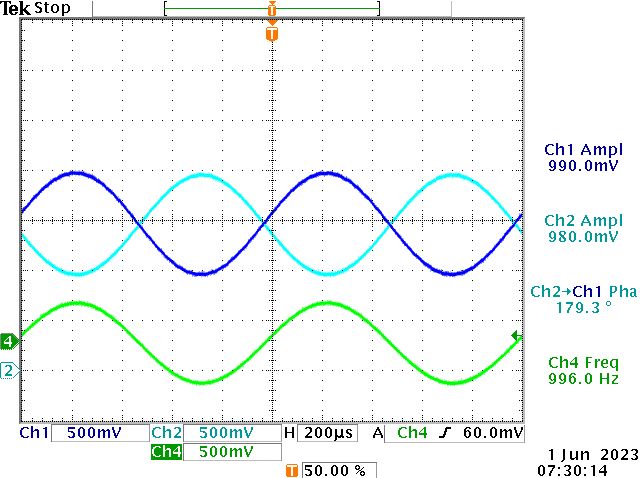 Tek Stop
T
T
Ch1 Ampl
990.0mV
Ch2 Ampl
980.0mV
Ch2→Ch1 Pha
179.3 °
4
2
Ch4 Freq
996.0 Hz
Ch1 500mV Ch2 500mV H 200µs A Ch4 ∫ 60.0mV
Ch4 500mV
T 50.00 %
1 Jun 2023
07:30:14